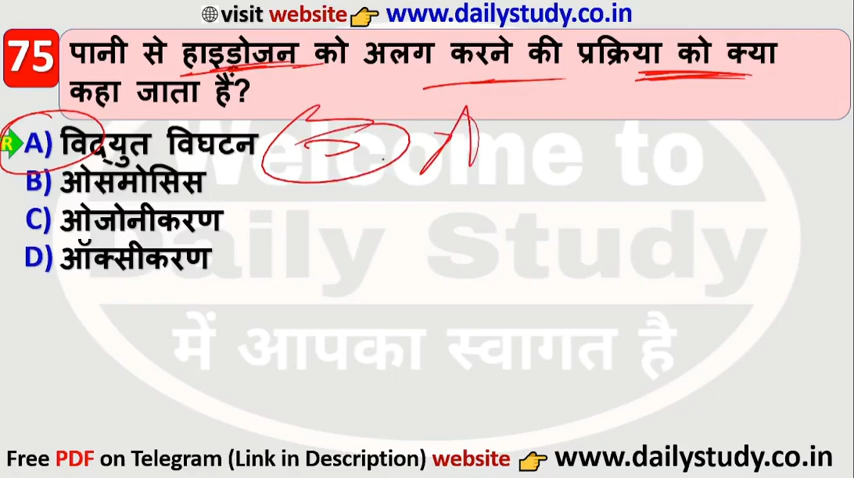 visit website 👉 www.dailystudy.co.in
75 पानी से हाइड्रोजन को अलग करने की प्रक्रिया को क्या
कहा जाता हैं?
R A) विद्युत विघटन
B) ओसमोसिस
C) ओजोनीकरण
D) ऑक्सीकरण
Welcome to
Daily Study
में आपका स्वागत है
Free PDF on Telegram (Link in Description) website 👉 www.dailystudy.co.in